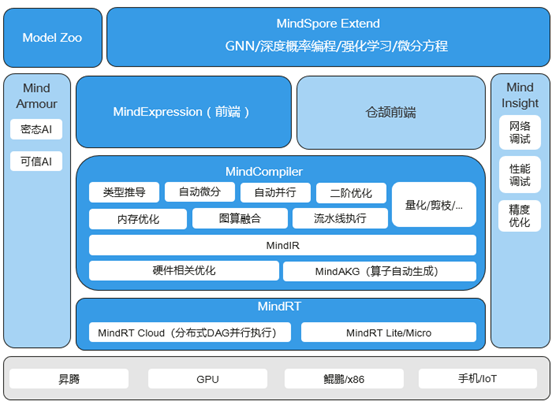 Model Zoo
MindSpore Extend
GNN/深度概率编程/强化学习/微分方程
Mind
Armour
密态AI
可信AI
MindExpression（前端）
仓颉前端
Mind
Insight
网络
调试
性能
调试
精度
优化
MindCompiler
类型推导
自动微分
自动并行
二阶优化
量化/剪枝/...
内存优化
图算融合
流水线执行
MindIR
硬件相关优化
MindAKG（算子自动生成）
MindRT
MindRT Cloud（分布式DAG并行执行）
MindRT Lite/Micro
昇腾
GPU
鲲鹏/x86
手机/IoT